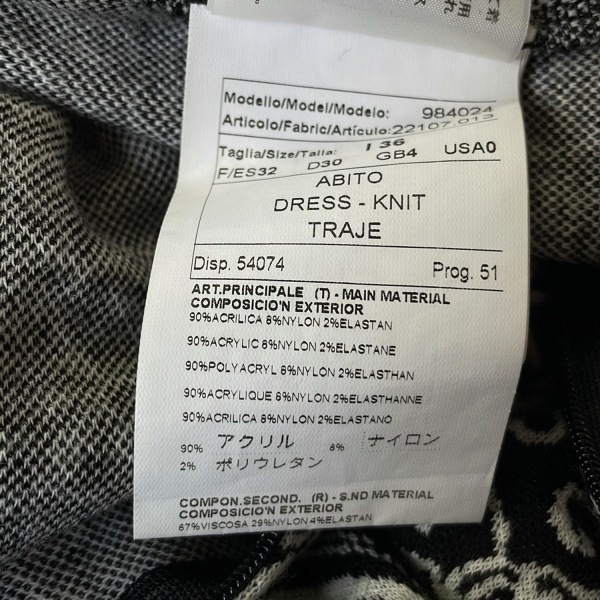 Modello/Model/Modelo: 984024
Articolo/Fabric/Artículo: 22107.013
Taglia/Size/Talla: I 36
F/ES32 D30 GB4 USA0
ABITO
DRESS - KNIT
TRAJE
Disp. 54074 Prog. 51
ART.PRINCIPALE (T) - MAIN MATERIAL
COMPOSICIO'N EXTERIOR
90%ACRILICA 8%NYLON 2%ELASTAN
90%ACRYLIC 8%NYLON 2%ELASTANE
90%POLYACRYL 8%NYLON 2%ELASTHAN
90%ACRYLIQUE 8%NYLON 2%ELASTHANNE
90%ACRILICA 8%NYLON 2%ELASTANO
90% アクリル 8% ナイロン
2% ポリウレタン
COMPON.SECOND. (R) - S.ND MATERIAL
COMPOSICIO'N EXTERIOR
67%VISCOSA 29%NYLON 4%ELASTAN